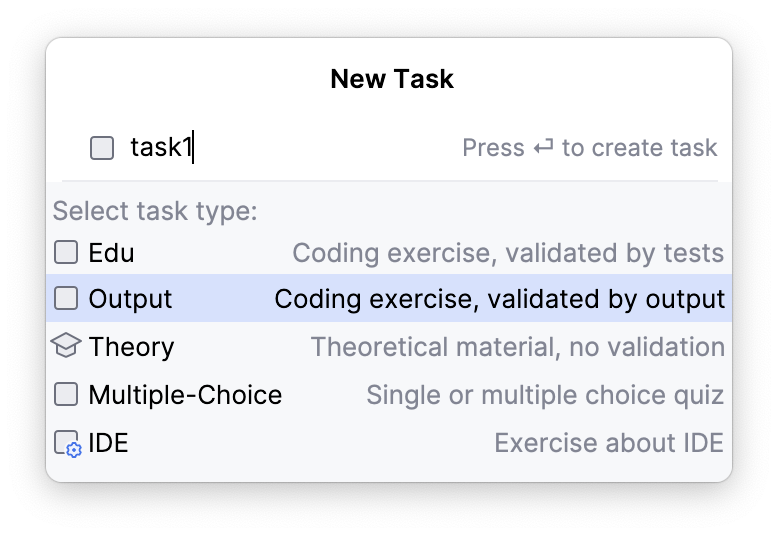 New Task
task1 Press ↵ to create task
Select task type:
Edu Coding exercise, validated by tests
Output Coding exercise, validated by output
Theory Theoretical material, no validation
Multiple-Choice Single or multiple choice quiz
IDE Exercise about IDE